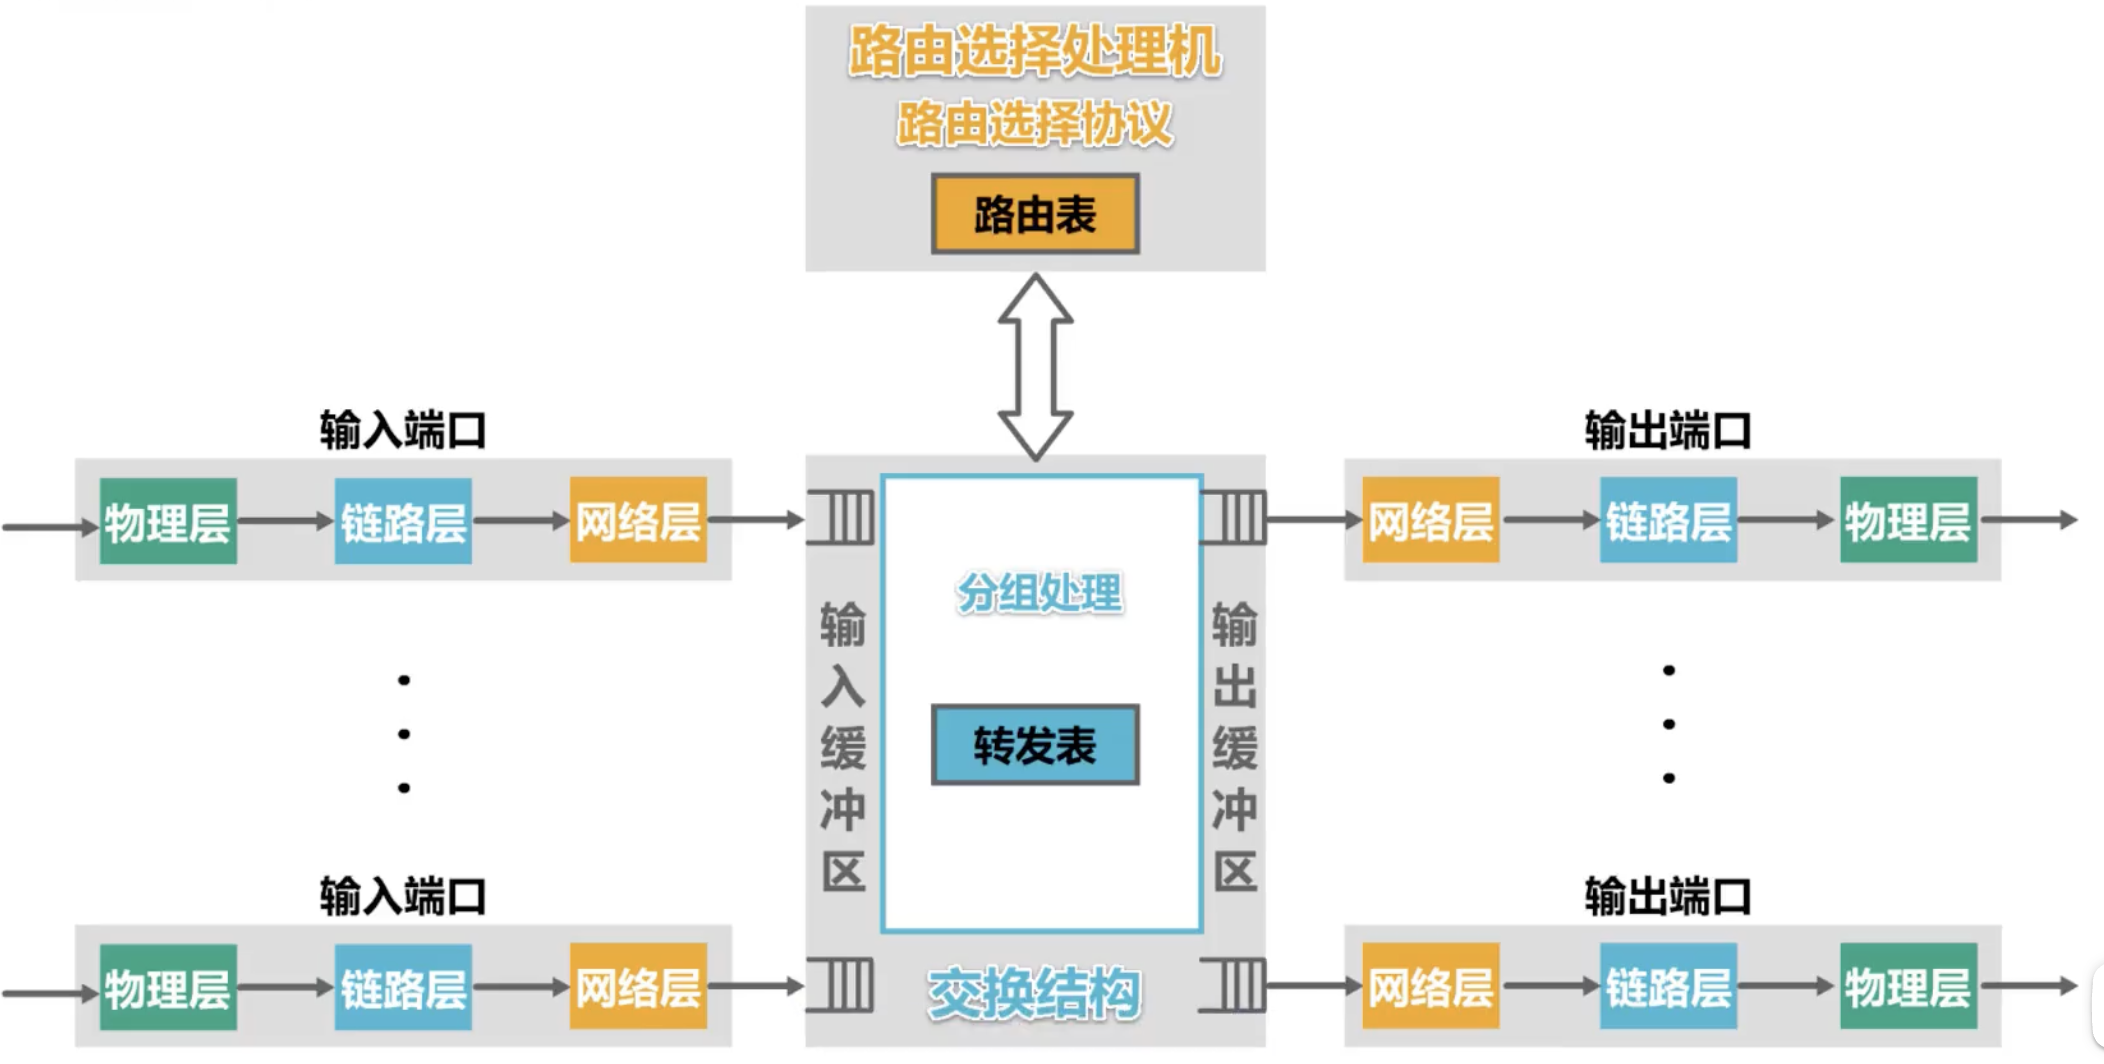 路由选择处理机
路由选择协议
路由表
输入端口
物理层 链路层 网络层
输出端口
网络层 链路层 物理层
输入缓冲区
分组处理
转发表
输出缓冲区
输入端口
物理层 链路层 网络层
交换结构
输出端口
网络层 链路层 物理层